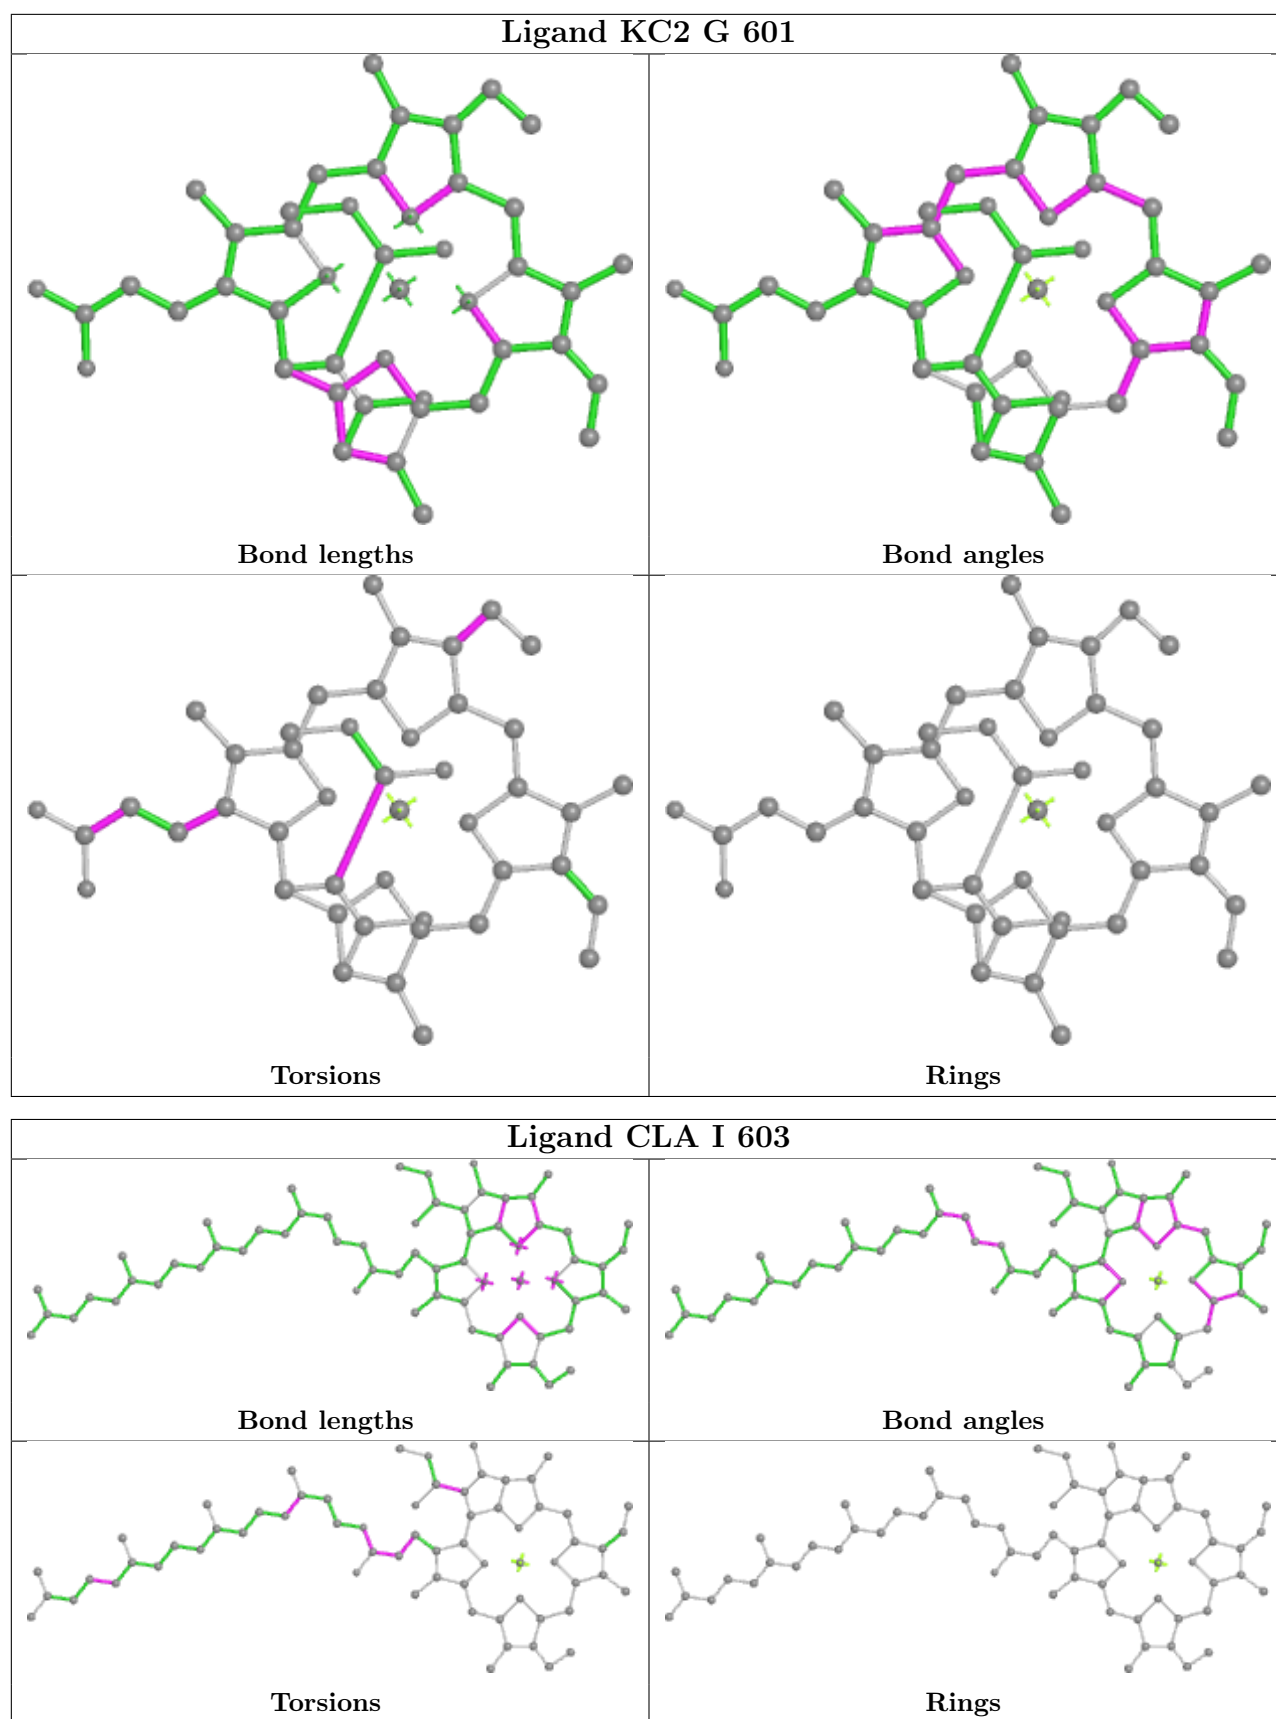 Ligand KC2 G 601
Bond lengths
Bond angles
Torsions
Rings
Ligand CLA I 603
Bond lengths
Bond angles
Torsions
Rings